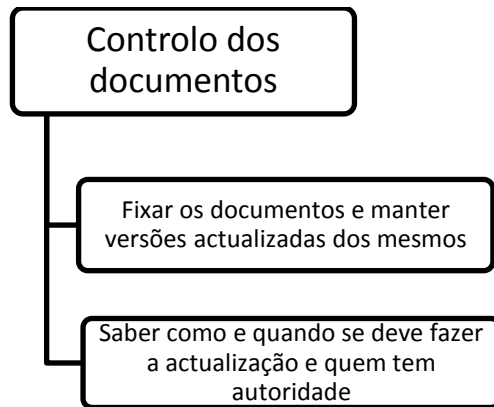 Controlo dos
documentos
Fixar os documentos e manter
versões actualizadas dos mesmos
Saber como e quando se deve fazer
a actualização e quem tem
autoridade